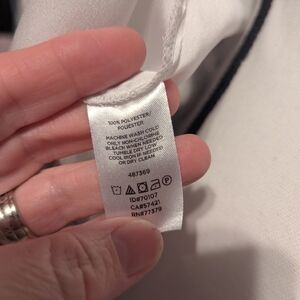 100% POLYESTER/
POLIESTER
MACHINE WASH COLD
ONLY NON-CHLORINE
BLEACH WHEN NEEDED
TUMBLE DRY LOW
COOL IRON IF NEEDED
OR DRY CLEAN
487369
ID#70107
CA#57421
RN#77379